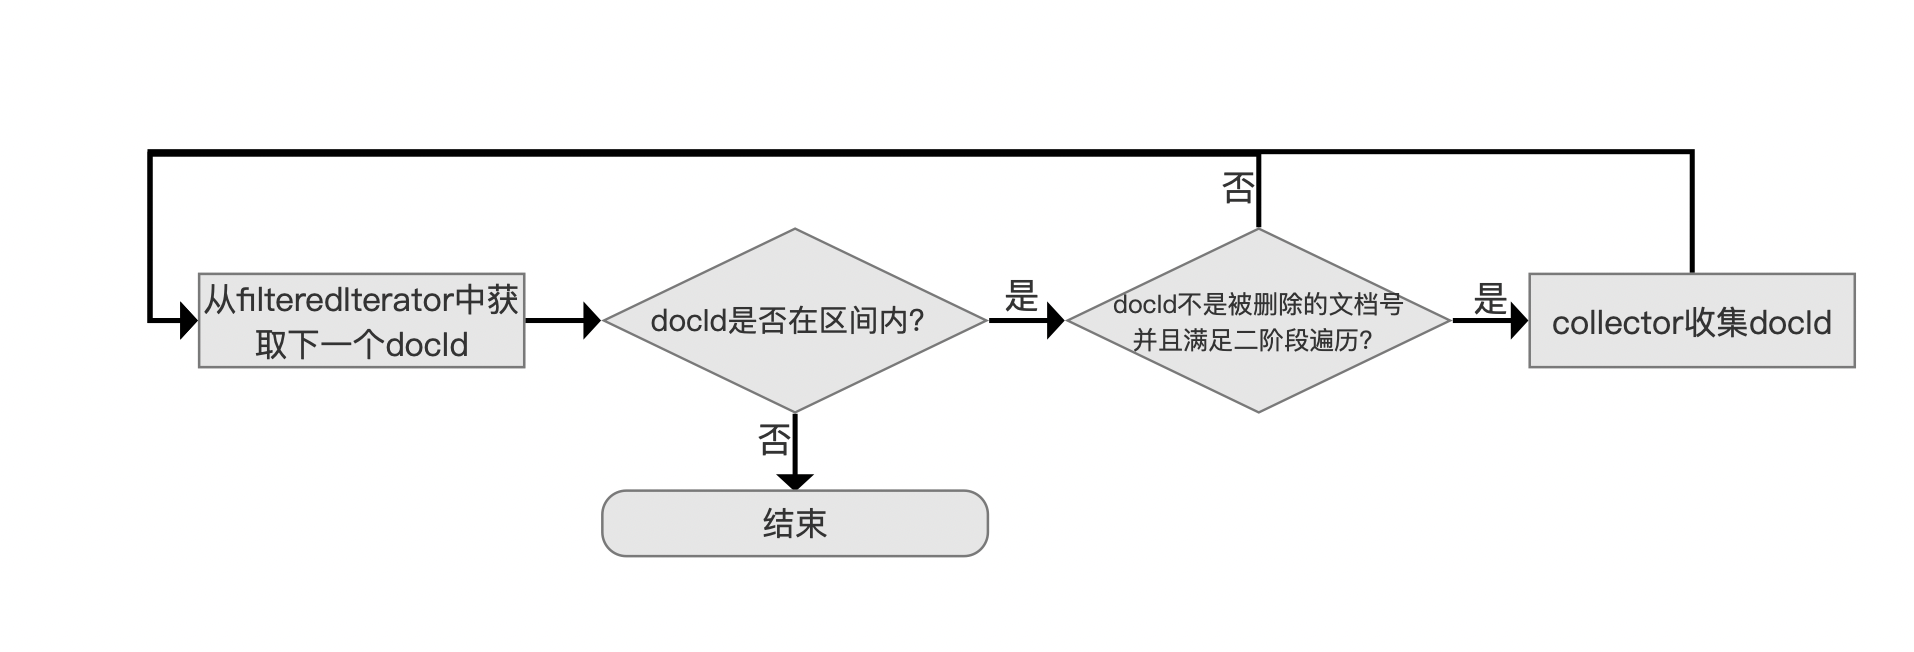 否
从filteredIterator中获
取下一个docId
docId是否在区间内?
是
docId不是被删除的文档号
并且满足二阶段遍历?
是
collector收集docId
否
结束